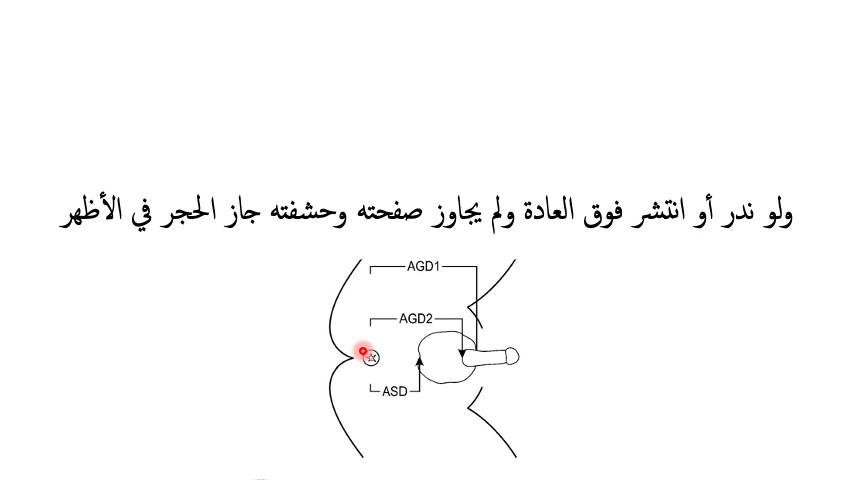 ولو ندر أو انتشر فوق العادة ولم يجاوز صفحته وحشفته جاز الحجر في الأظهر
AGD1
AGD2
ASD